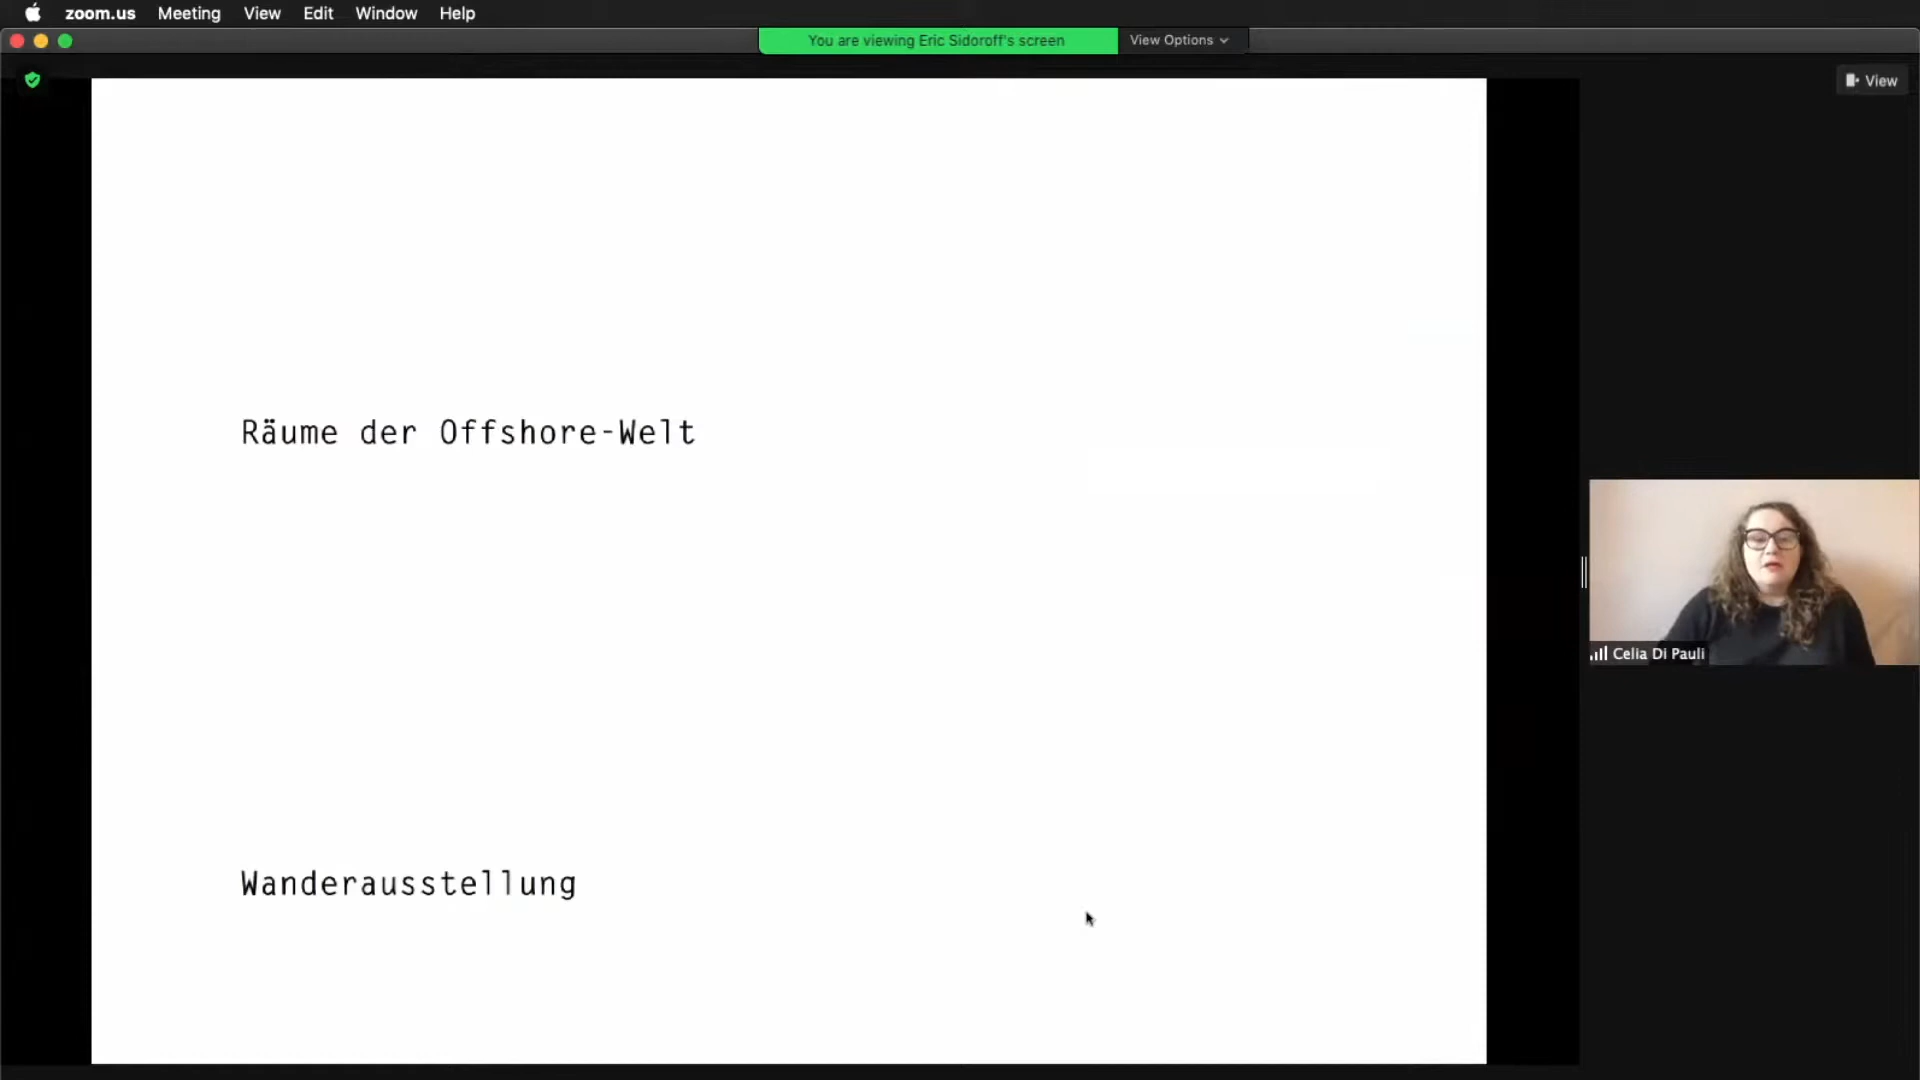 zoom.us Meeting View Edit Window Help
You are viewing Eric Sidoroff's screen View Options
View
Räume der Offshore-Welt
Celia Di Pauli
Wanderausstellung